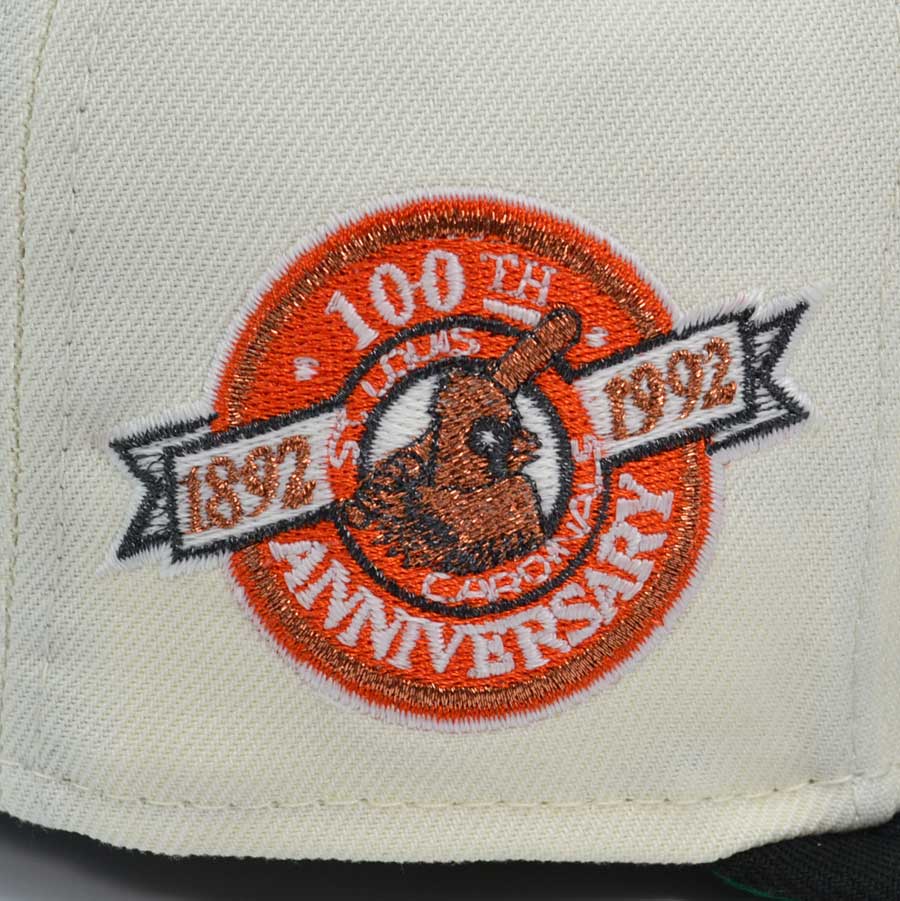 100TH
ST. LOUIS
1892
1992
CARDINALS
ANNIVERSARY